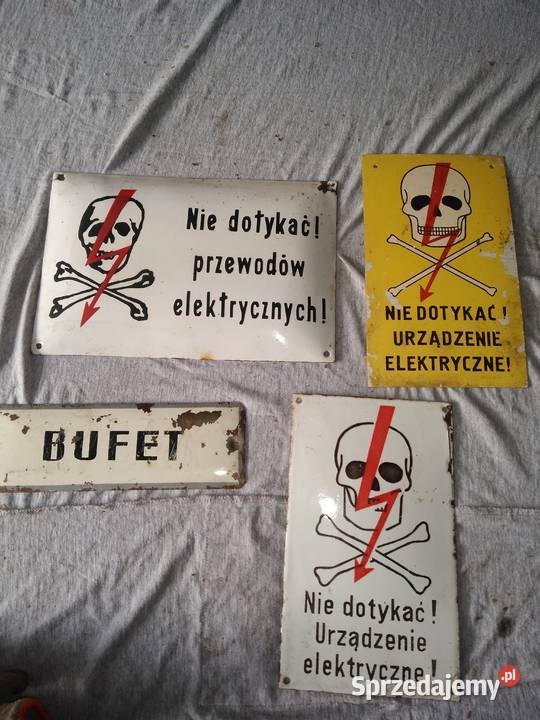 Nie dotykać!
przewodów
elektrycznych!
NIE DOTYKAĆ!
URZĄDZENIE
ELEKTRYCZNE!
BUFET
Nie dotykać!
Urządzenie
elektryczne!
Sprzedajemy.pl